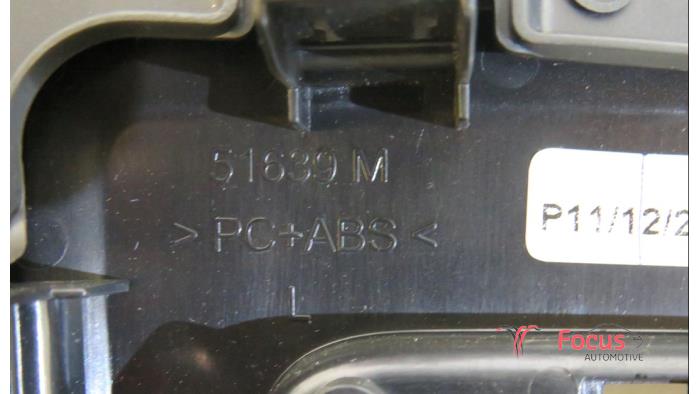 51639 M
> PC+ABS <
L
P11/12/2
Focus
AUTOMOTIVE